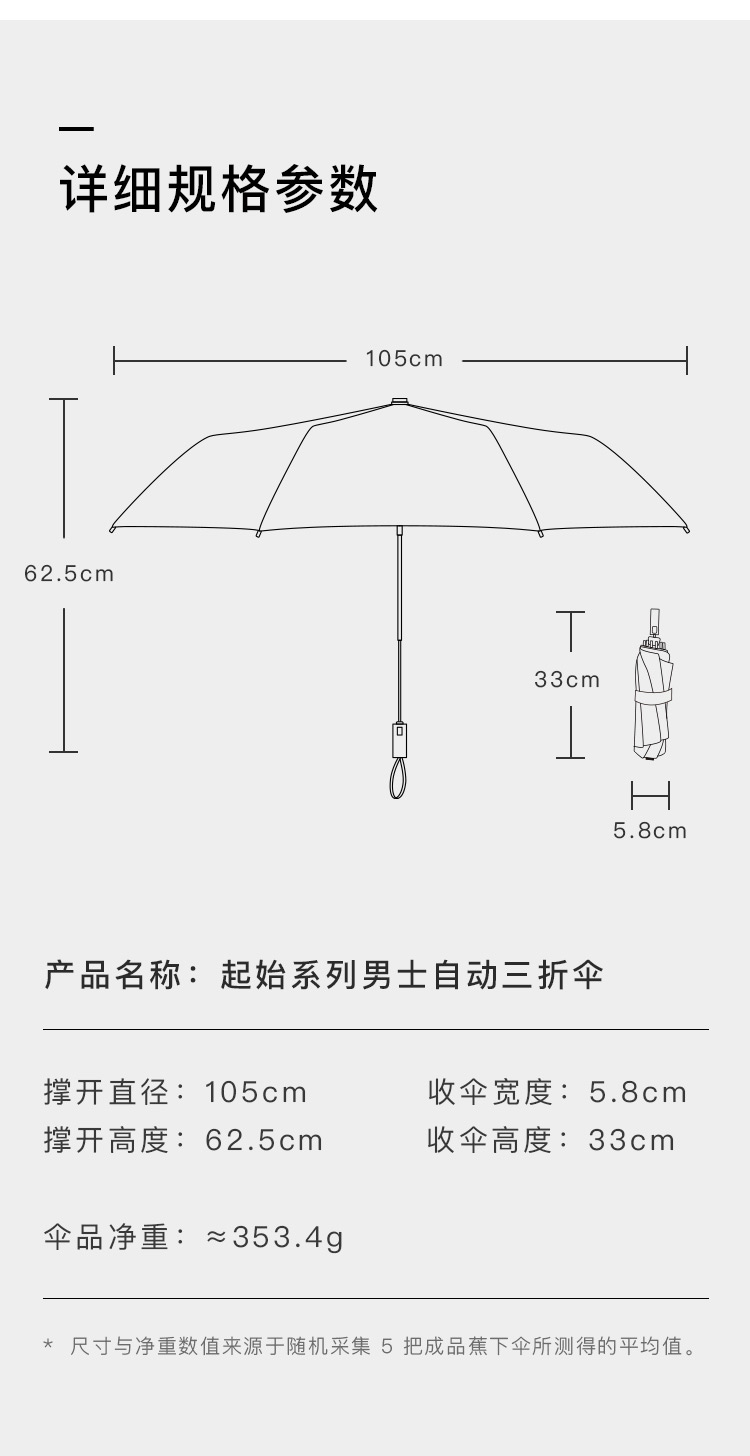 详细规格参数
105cm
62.5cm
33cm
5.8cm
产品名称：起始系列男士自动三折伞
撑开直径：105cm 收伞宽度：5.8cm
撑开高度：62.5cm 收伞高度：33cm
伞品净重：≈353.4g
* 尺寸与净重数值来源于随机采集 5 把成品蕉下伞所测得的平均值。